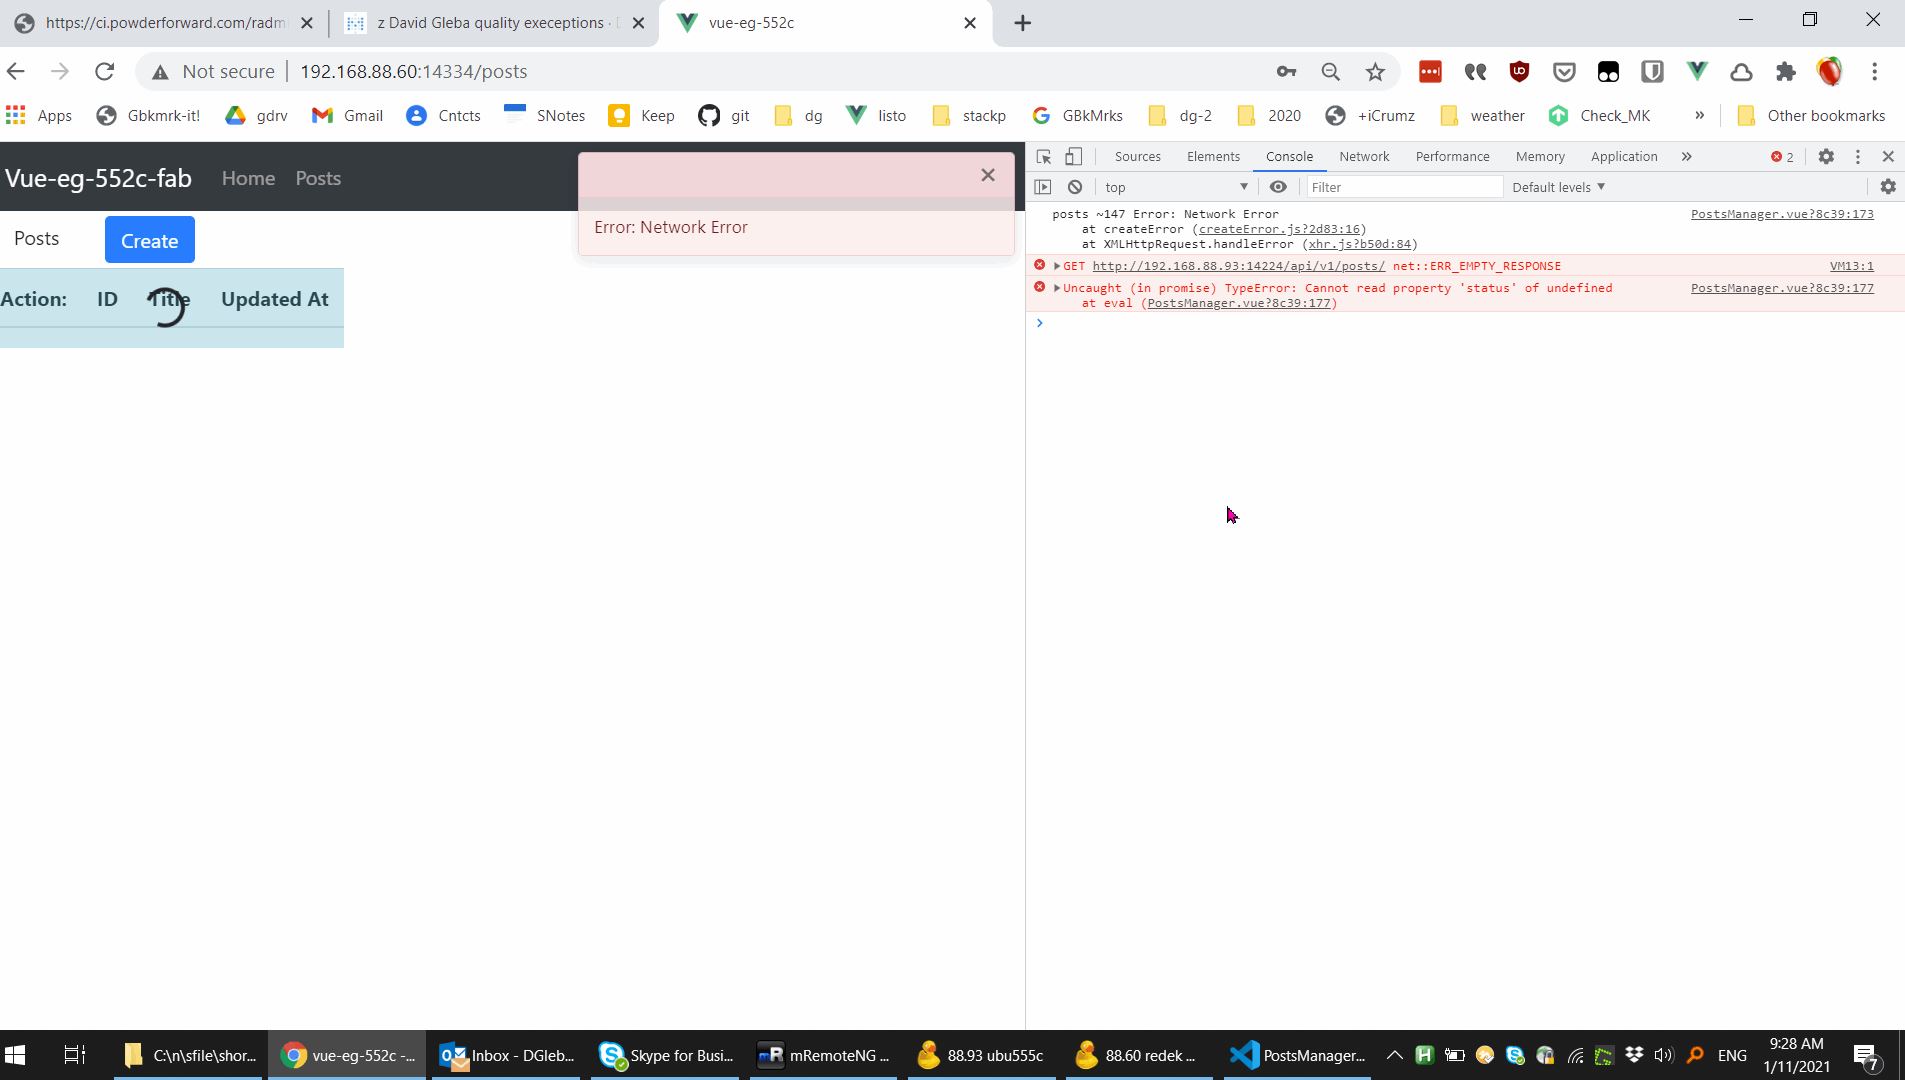 https://ci.powderforward.com/radm
z David Gleba quality execeptions · D
vue-eg-552c
Not secure
192.168.88.60:14334/posts
Apps
Gbkmrk-it!
gdrv
Gmail
Cntcts
SNotes
Keep
git
dg
listo
stackp
GBkMrks
dg-2
2020
+iCrumz
weather
Check_MK
»
Other bookmarks
Vue-eg-552c-fab
Home
Posts
Error: Network Error
Posts
Create
Action:
ID
Title
Updated At
Sources
Elements
Console
Network
Performance
Memory
Application
»
2
top
Filter
Default levels
posts ~147 Error: Network Error
PostsManager.vue?8c39:173
at createError (createError.js?2d83:16)
at XMLHttpRequest.handleError (xhr.js?b50d:84)
GET http://192.168.88.93:14224/api/v1/posts/ net::ERR_EMPTY_RESPONSE
VM13:1
Uncaught (in promise) TypeError: Cannot read property 'status' of undefined
PostsManager.vue?8c39:177
at eval (PostsManager.vue?8c39:177)
C:\n\sfile\shor...
vue-eg-552c -...
Inbox - DGleb...
Skype for Busi...
mR
mRemoteNG ...
88.93 ubu555c
88.60 redek ...
PostsManager...
ENG
9:28 AM
1/11/2021
7